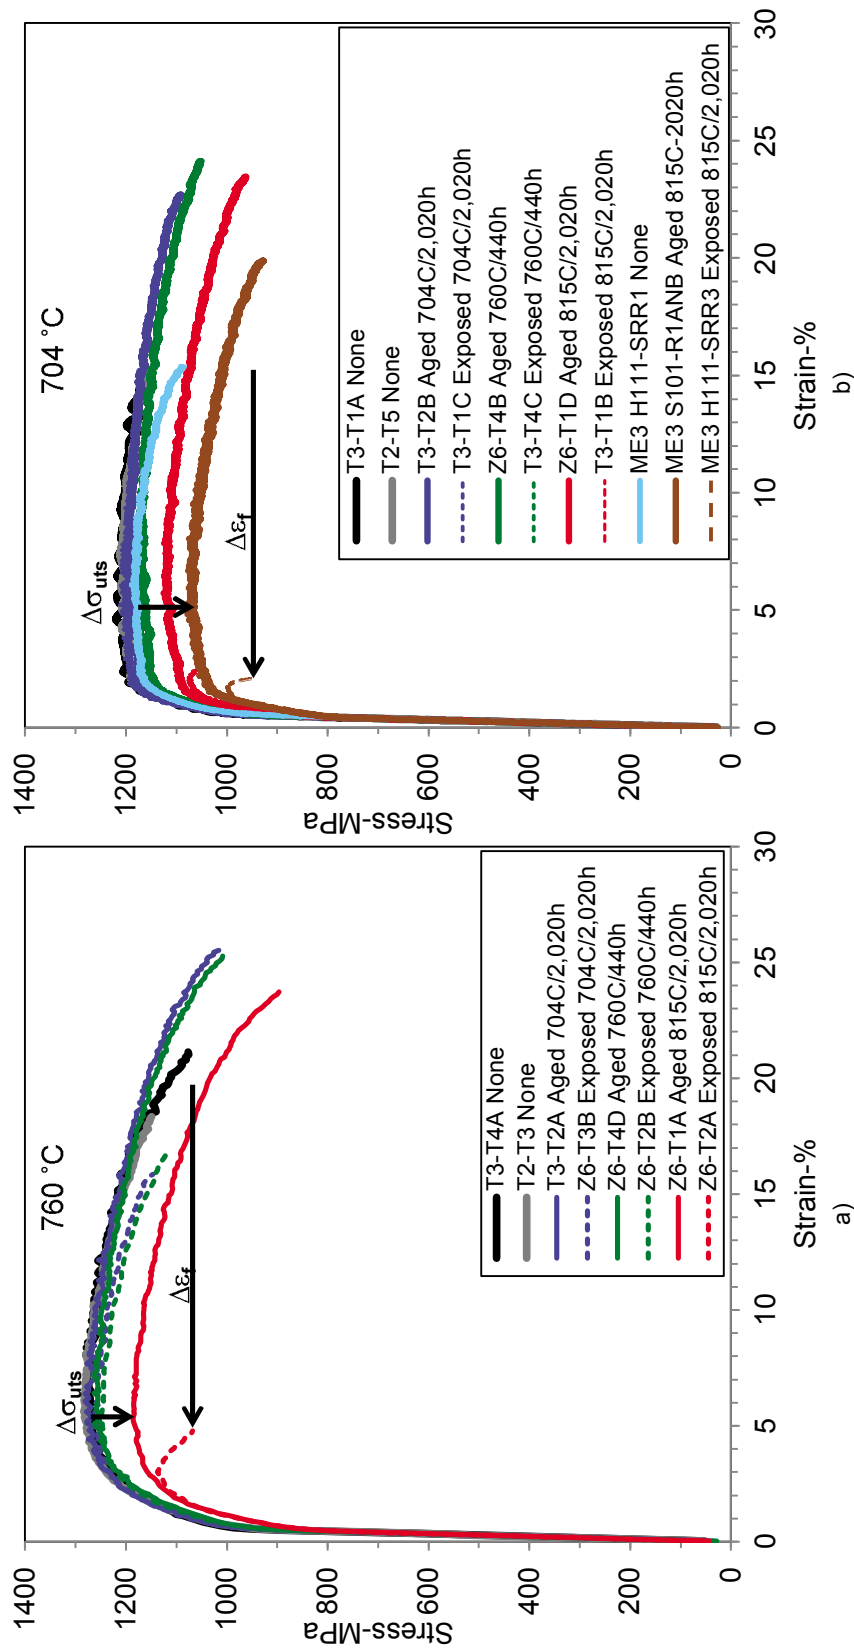 760 °C
1400
1200
1000
800
600
400
200
0
Stress-MPa
0
5
10
15
20
25
30
Strain-%
a)
Δσuts
Δεf
T3-T4A None
T2-T3 None
T3-T2A Aged 704C/2,020h
Z6-T3B Exposed 704C/2,020h
Z6-T4D Aged 760C/440h
Z6-T2B Exposed 760C/440h
Z6-T1A Aged 815C/2,020h
Z6-T2A Exposed 815C/2,020h
704 °C
1400
1200
1000
800
600
400
200
0
Stress-MPa
0
5
10
15
20
25
30
Strain-%
b)
Δσuts
Δεf
T3-T1A None
T2-T5 None
T3-T2B Aged 704C/2,020h
T3-T1C Exposed 704C/2,020h
Z6-T4B Aged 760C/440h
T3-T4C Exposed 760C/440h
Z6-T1D Aged 815C/2,020h
T3-T1B Exposed 815C/2,020h
ME3 H111-SRR1 None
ME3 S101-R1ANB Aged 815C-2020h
ME3 H111-SRR3 Exposed 815C/2,020h